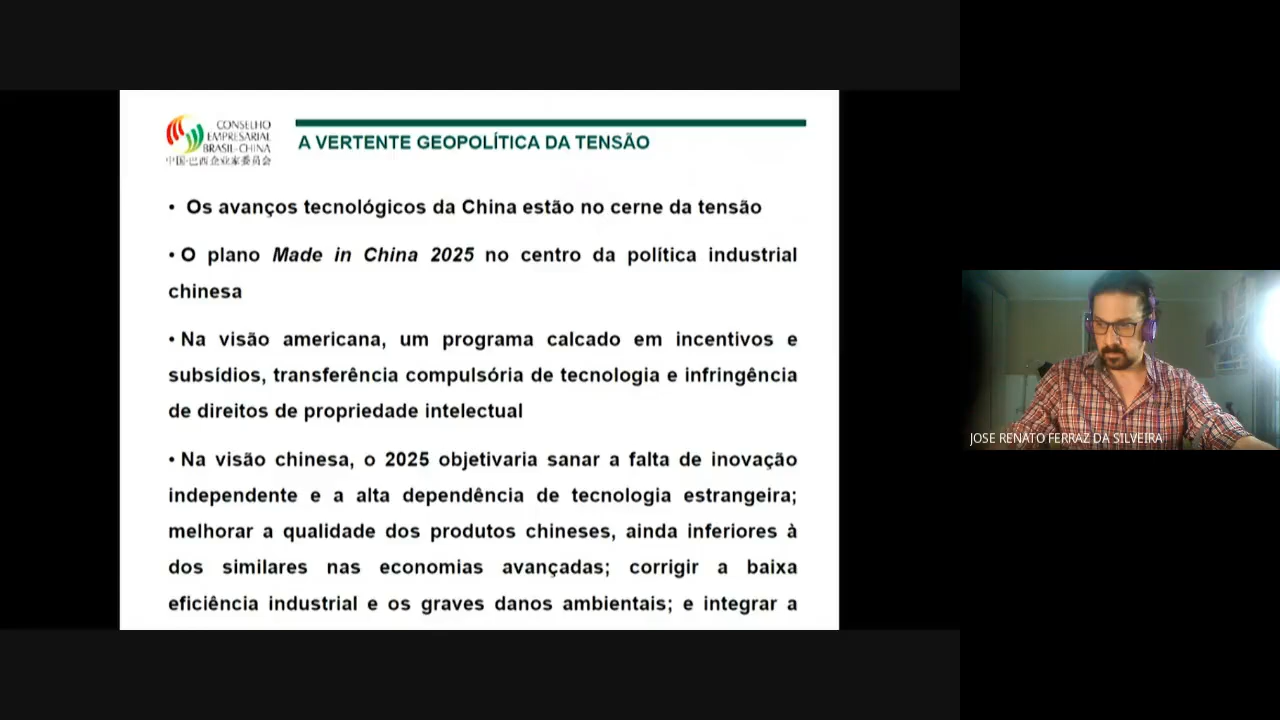 CONSELHO
EMPRESARIAL
BRASIL-CHINA
中国-巴西企业家委员会
A VERTENTE GEOPOLÍTICA DA TENSÃO
• Os avanços tecnológicos da China estão no cerne da tensão
• O plano Made in China 2025 no centro da política industrial
chinesa
• Na visão americana, um programa calcado em incentivos e
subsídios, transferência compulsória de tecnologia e infringência
de direitos de propriedade intelectual
• Na visão chinesa, o 2025 objetivaria sanar a falta de inovação
independente e a alta dependência de tecnologia estrangeira;
melhorar a qualidade dos produtos chineses, ainda inferiores à
dos similares nas economias avançadas; corrigir a baixa
eficiência industrial e os graves danos ambientais; e integrar a
JOSE RENATO FERRAZ DA SILVEIRA